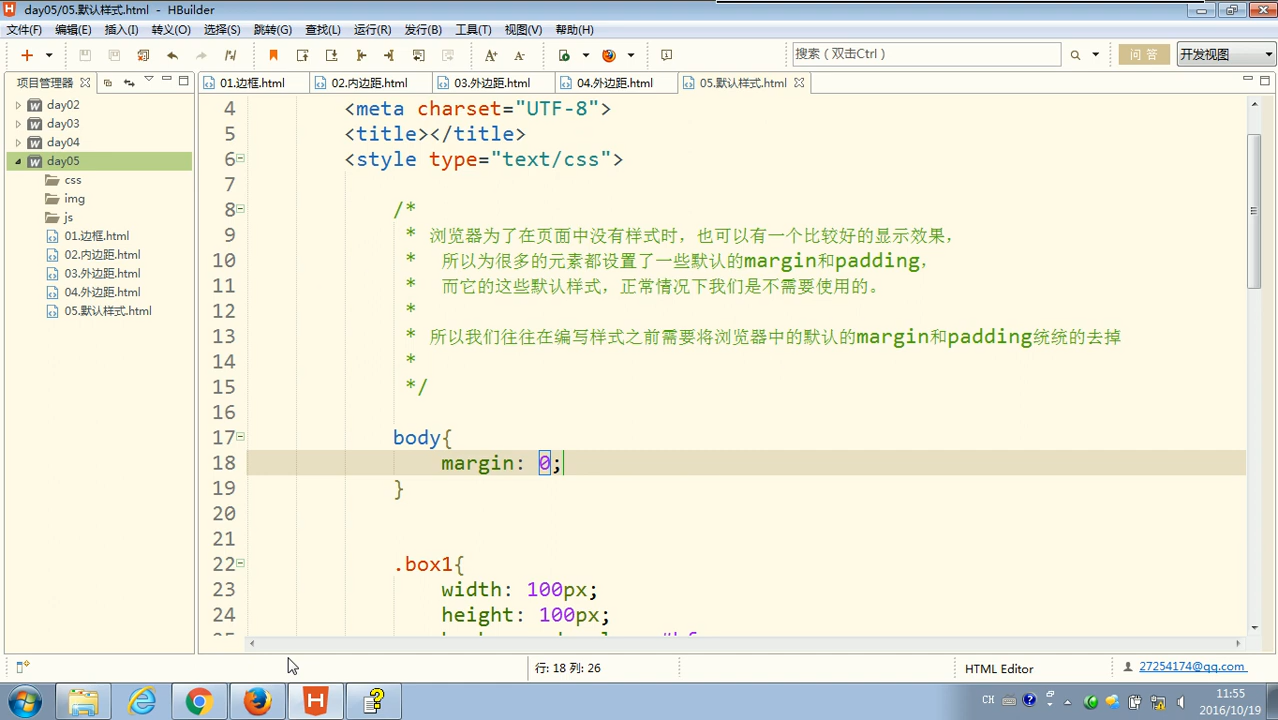 day05/05.默认样式.html - HBuilder
文件(F) 编辑(E) 插入(I) 转义(O) 选择(S) 跳转(G) 查找(L) 运行(R) 发行(B) 工具(T) 视图(V) 帮助(H)
A+ A-
搜索（双击Ctrl）
问 答
开发视图
项目管理器
01.边框.html
02.内边距.html
03.外边距.html
04.外边距.html
05.默认样式.html
day02
day03
day04
day05
css
img
js
01.边框.html
02.内边距.html
03.外边距.html
04.外边距.html
05.默认样式.html
4 <meta charset="UTF-8">
5 <title></title>
6 <style type="text/css">
7
8 /*
9 * 浏览器为了在页面中没有样式时，也可以有一个比较好的显示效果，
10 * 所以为很多的元素都设置了一些默认的margin和padding，
11 * 而它的这些默认样式，正常情况下我们是不需要使用的。
12 *
13 * 所以我们往往在编写样式之前需要将浏览器中的默认的margin和padding统统的去掉
14 *
15 */
16
17 body{
18 margin: 0;
19 }
20
21
22 .box1{
23 width: 100px;
24 height: 100px;
行: 18 列: 26
HTML Editor
27254174@qq.com
CH
11:55
2016/10/19